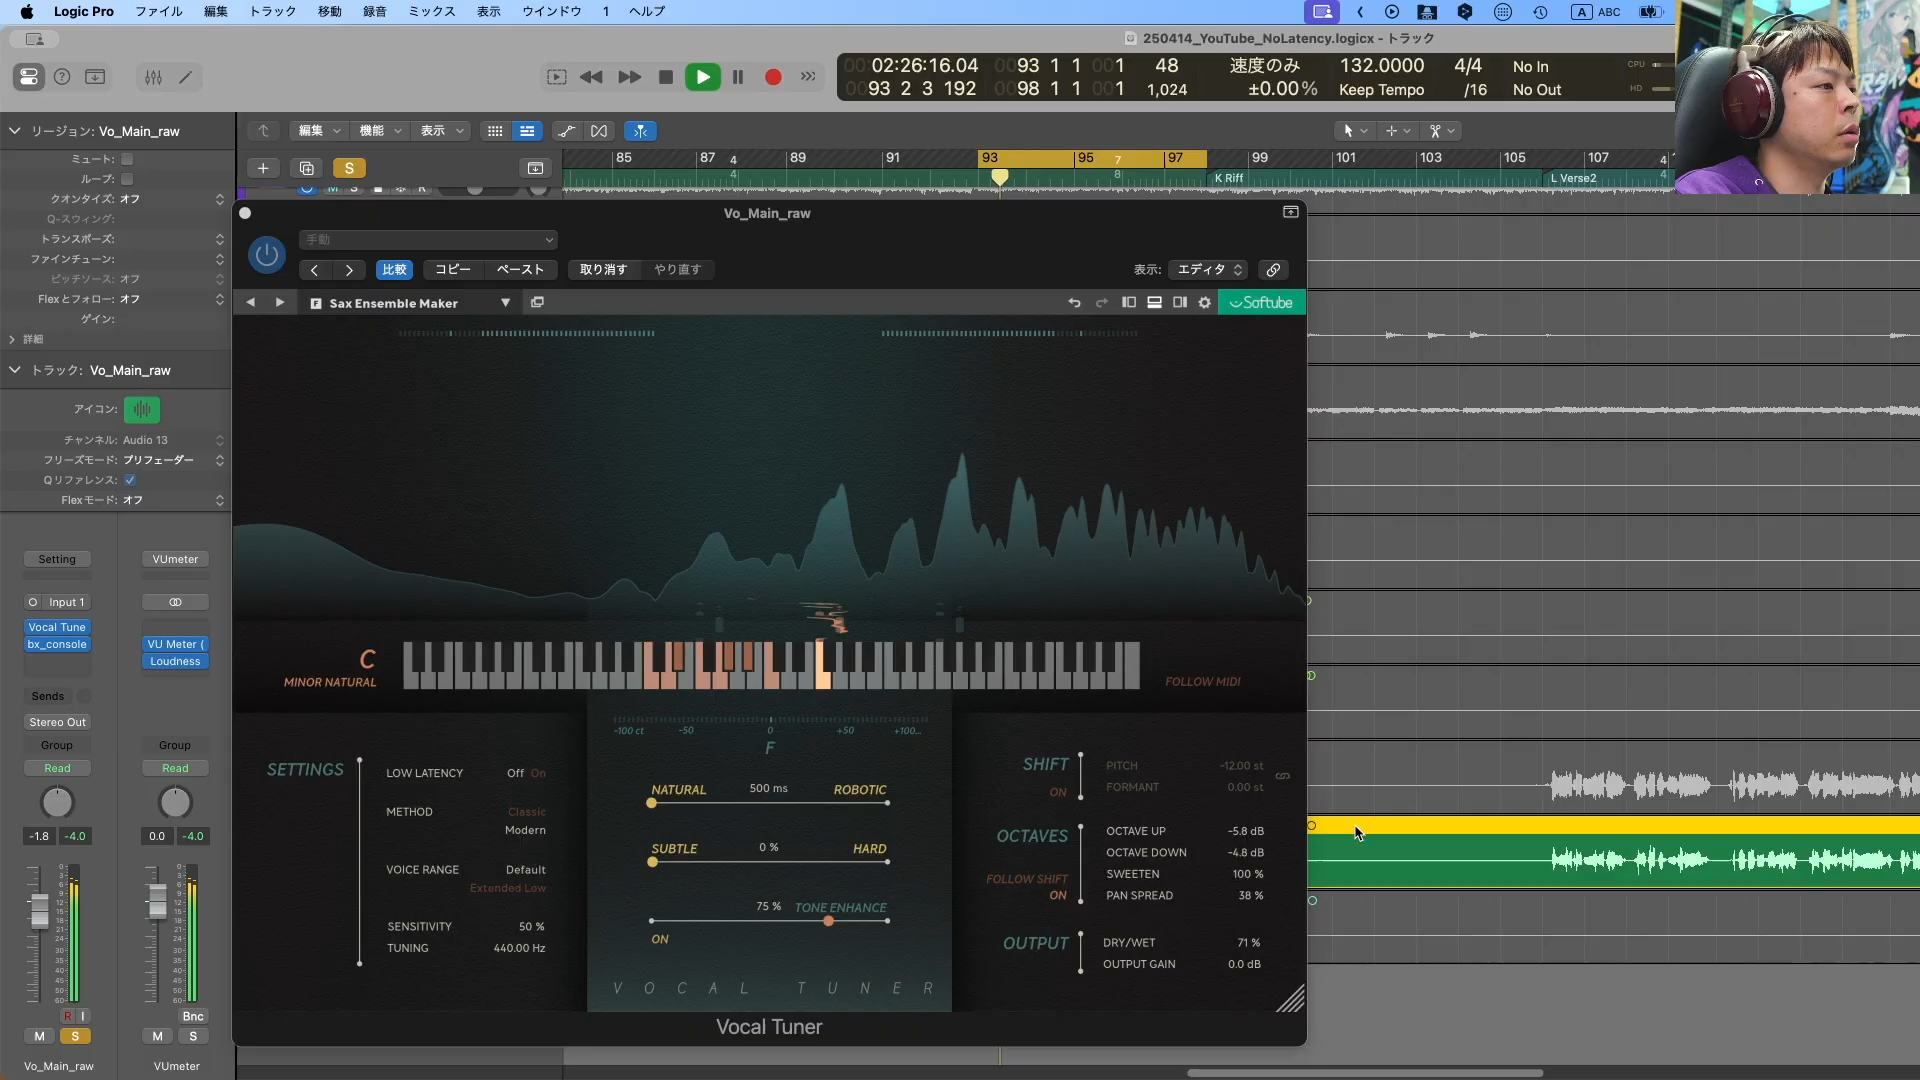 Logic Pro ファイル 編集 トラック 移動 録音 ミックス 表示 ウインドウ 1 ヘルプ
A ABC
250414_YouTube_NoLatency.logicx - トラック
02:26:16.04 93 1 1 001 48 速度のみ 132.0000 4/4 No In CPU
0093 2 3 192 0098 1 1 001 1,024 ±0.00% Keep Tempo /16 No Out HD
リージョン: Vo_Main_raw
編集 機能 表示
S
85 87 4 89 91 93 95 7 97 99 101 103 105 107 4
4 8 K Riff L Verse2 4
ミュート:
ループ:
クオンタイズ: オフ
Q-スウィング:
トランスポーズ:
ファインチューン:
ピッチソース: オフ
Flexとフォロー: オフ
ゲイン:
詳細
トラック: Vo_Main_raw
アイコン:
チャンネル: Audio 13
フリーズモード: プリフェーダー
Qリファレンス:
Flexモード: オフ
Setting VUmeter
Input 1
Vocal Tune
bx_console VU Meter (
Loudness
Sends
Stereo Out
Group Group
Read Read
-1.8 -4.0 0.0 -4.0
R I Bnc
M S M S
Vo_Main_raw VUmeter
Vo_Main_raw
手動
比較 コピー ペースト 取り消す やり直す 表示: エディタ
F Sax Ensemble Maker Softube
C
MINOR NATURAL FOLLOW MIDI
-100 ct -50 0 +50 +100...
F
SETTINGS
LOW LATENCY Off On
METHOD Classic
Modern
VOICE RANGE Default
Extended Low
SENSITIVITY 50 %
TUNING 440.00 Hz
NATURAL 500 ms ROBOTIC
SUBTLE 0 % HARD
75 % TONE ENHANCE
ON
VOCAL TUNER
SHIFT PITCH -12.00 st
ON FORMANT 0.00 st
OCTAVES OCTAVE UP -5.8 dB
OCTAVE DOWN -4.8 dB
FOLLOW SHIFT SWEETEN 100 %
ON PAN SPREAD 38 %
OUTPUT DRY/WET 71 %
OUTPUT GAIN 0.0 dB
Vocal Tuner